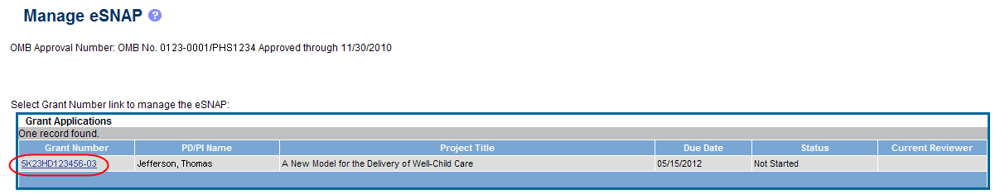 Manage eSNAP ?
OMB Approval Number: OMB No. 0123-0001/PHS1234 Approved through 11/30/2010
Select Grant Number link to manage the eSNAP:
Grant Applications
One record found.
Grant Number PD/PI Name Project Title Due Date Status Current Reviewer
5K23HD123456-03 Jefferson, Thomas A New Model for the Delivery of Well-Child Care 05/15/2012 Not Started